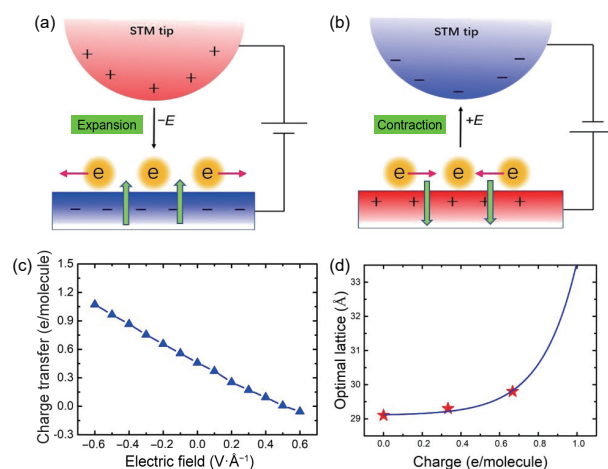 (a)
STM tip
+ + + + +
Expansion
−E
e e e
− − − − − −
(b)
STM tip
− − − − −
Contraction
+E
e e e
+ + + + + +
(c)
Charge transfer (e/molecule)
1.5
1.2
0.9
0.6
0.3
0.0
-0.3
−0.6 −0.4 −0.2 0.0 0.2 0.4 0.6
Electric field (V·Å⁻¹)
(d)
Optimal lattice (Å)
33
32
31
30
29
0.0 0.2 0.4 0.6 0.8 1.0
Charge (e/molecule)